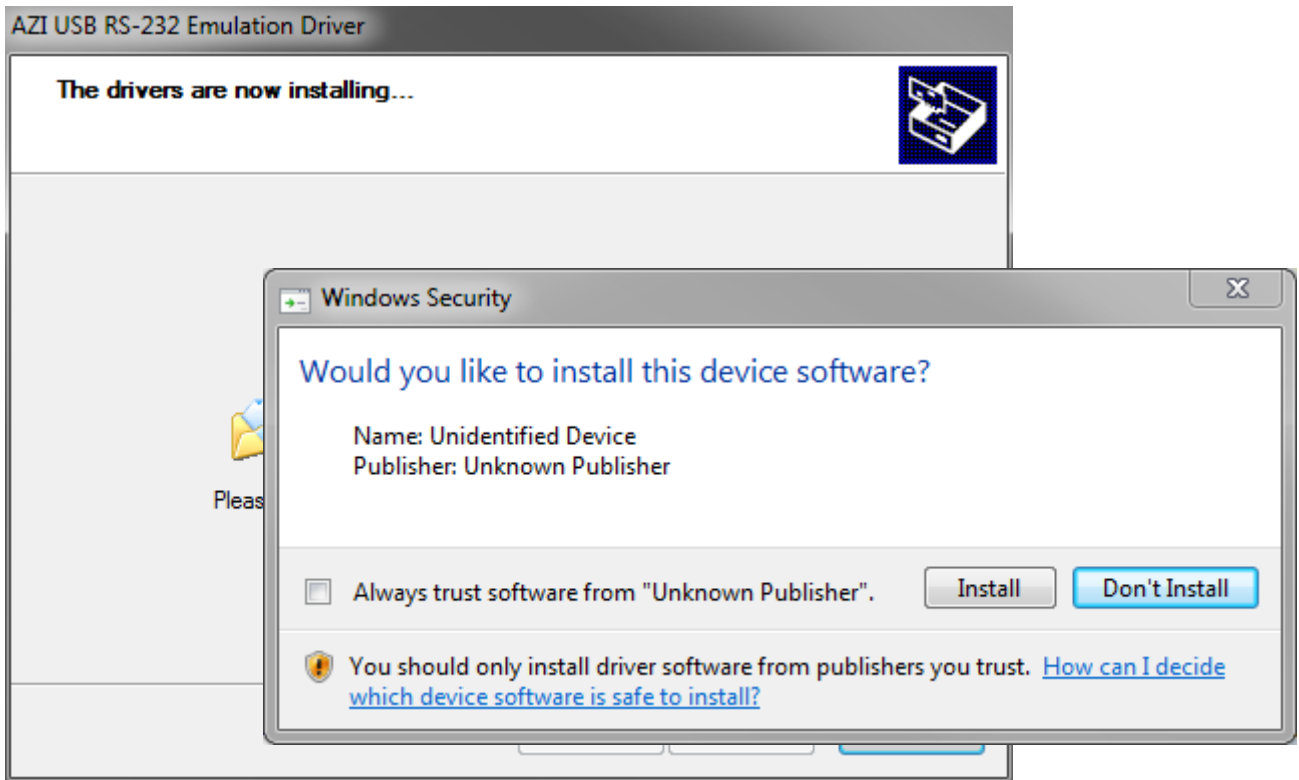 AZI USB RS-232 Emulation Driver
The drivers are now installing...
Windows Security
Would you like to install this device software?
Name: Unidentified Device
Publisher: Unknown Publisher
Pleas
Always trust software from "Unknown Publisher".
Install
Don't Install
You should only install driver software from publishers you trust. How can I decide
which device software is safe to install?